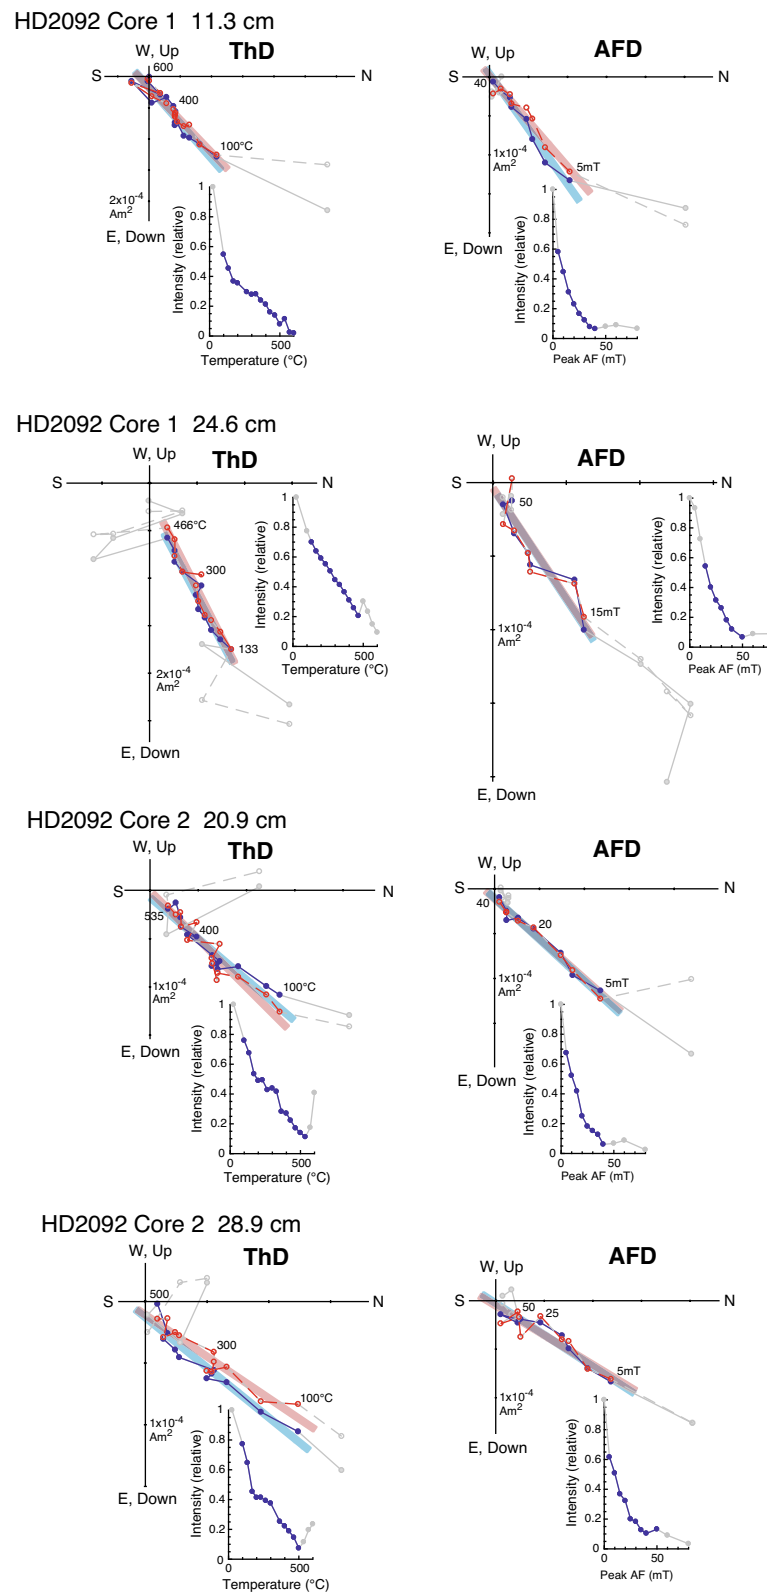 HD2092 Core 1 11.3 cm
ThD
W, Up
600
S
N
400
100°C
2x10⁻⁴
Am²
E, Down
Intensity (relative)
1
0.8
0.6
0.4
0.2
0
0
500
Temperature (°C)
AFD
W, Up
S
N
40
1x10⁻⁴
Am²
5mT
E, Down
Intensity (relative)
1
0.8
0.6
0.4
0.2
0
0
50
Peak AF (mT)
HD2092 Core 1 24.6 cm
W, Up
ThD
S
N
466°C
300
133
2x10⁻⁴
Am²
E, Down
Intensity (relative)
1
0.8
0.6
0.4
0.2
0
0
500
Temperature (°C)
W, Up
AFD
S
N
50
15mT
1x10⁻⁴
Am²
E, Down
Intensity (relative)
1
0.8
0.6
0.4
0.2
0
0
50
Peak AF (mT)
HD2092 Core 2 20.9 cm
W, Up
ThD
S
N
535
400
100°C
1x10⁻⁴
Am²
E, Down
Intensity (relative)
1
0.8
0.6
0.4
0.2
0
0
500
Temperature (°C)
W, Up
AFD
S
N
40
20
5mT
1x10⁻⁴
Am²
E, Down
Intensity (relative)
1
0.8
0.6
0.4
0.2
0
0
50
Peak AF (mT)
HD2092 Core 2 28.9 cm
W, Up
ThD
500
S
N
300
100°C
1x10⁻⁴
Am²
E, Down
Intensity (relative)
1
0.8
0.6
0.4
0.2
0
0
500
Temperature (°C)
W, Up
AFD
S
N
50
25
5mT
1x10⁻⁴
Am²
E, Down
Intensity (relative)
1
0.8
0.6
0.4
0.2
0
0
50
Peak AF (mT)